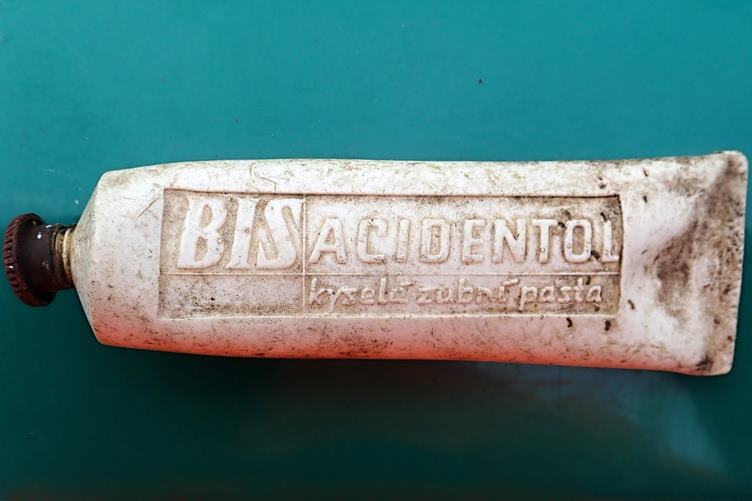 BIS ACIDENTOL
kyselá zubní pasta